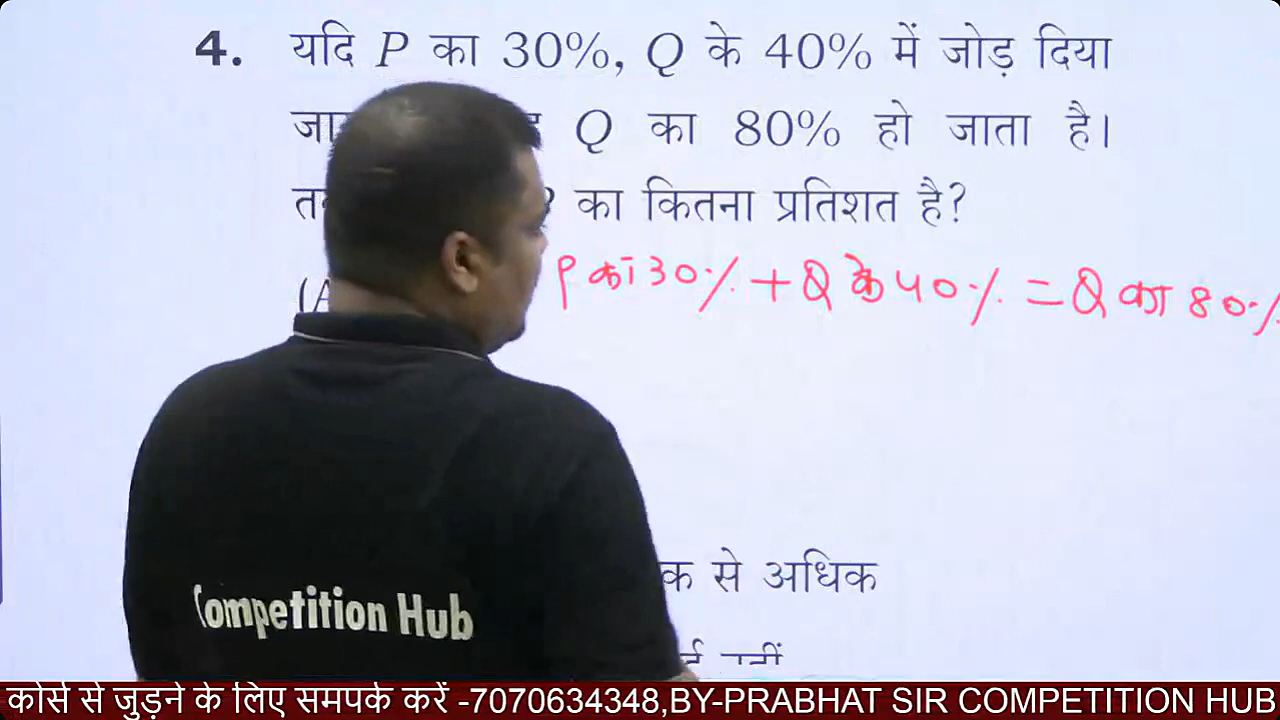 4. यदि P का 30%, Q के 40% में जोड़ दिया
Q का 80% हो जाता है।
का कितना प्रतिशत है?
(A
P का 30% + Q के 40% = Q का 80%
से अधिक
Competition Hub
कोर्स से जुड़ने के लिए समपर्क करें -7070634348,BY-PRABHAT SIR COMPETITION HUB